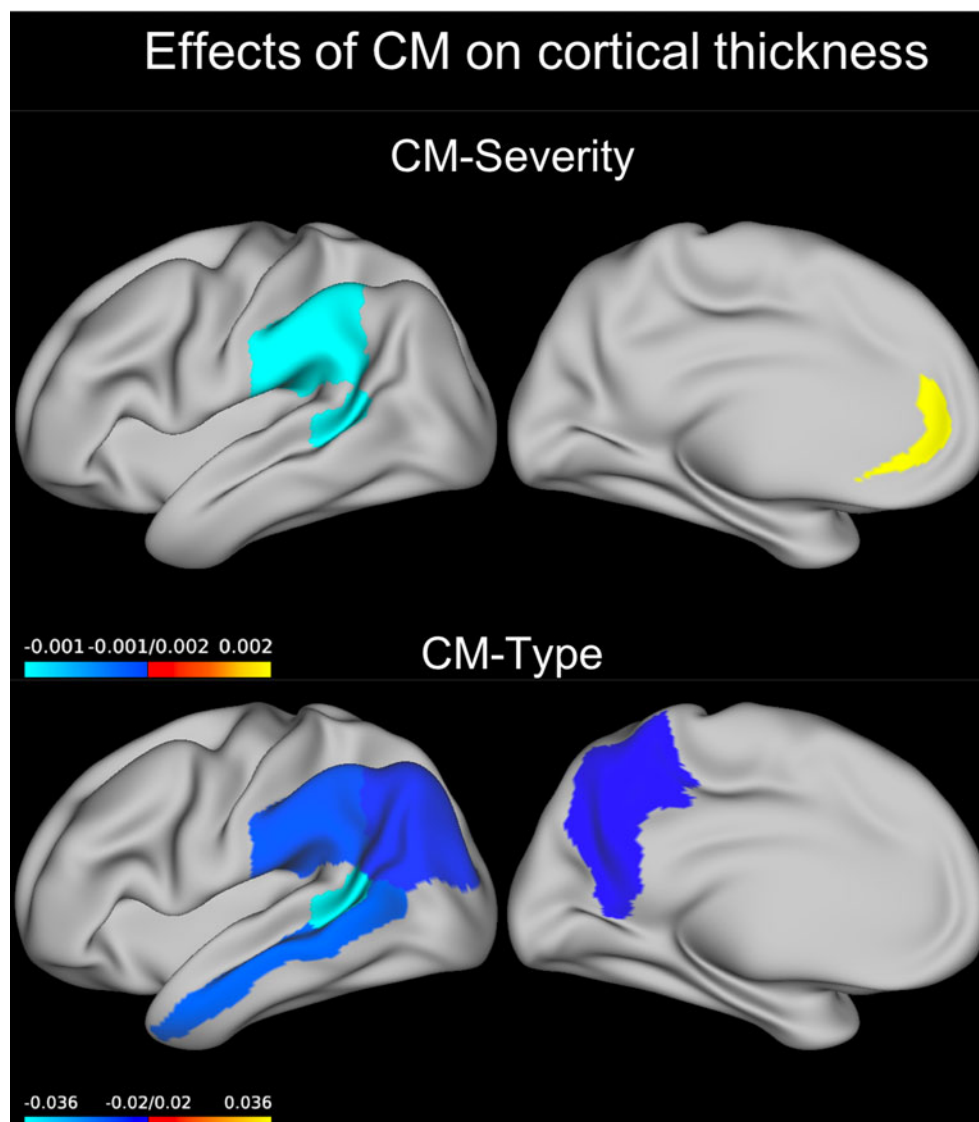 Effects of CM on cortical thickness
CM-Severity
-0.001 -0.001/0.002 0.002
CM-Type
-0.036 -0.02/0.02 0.036